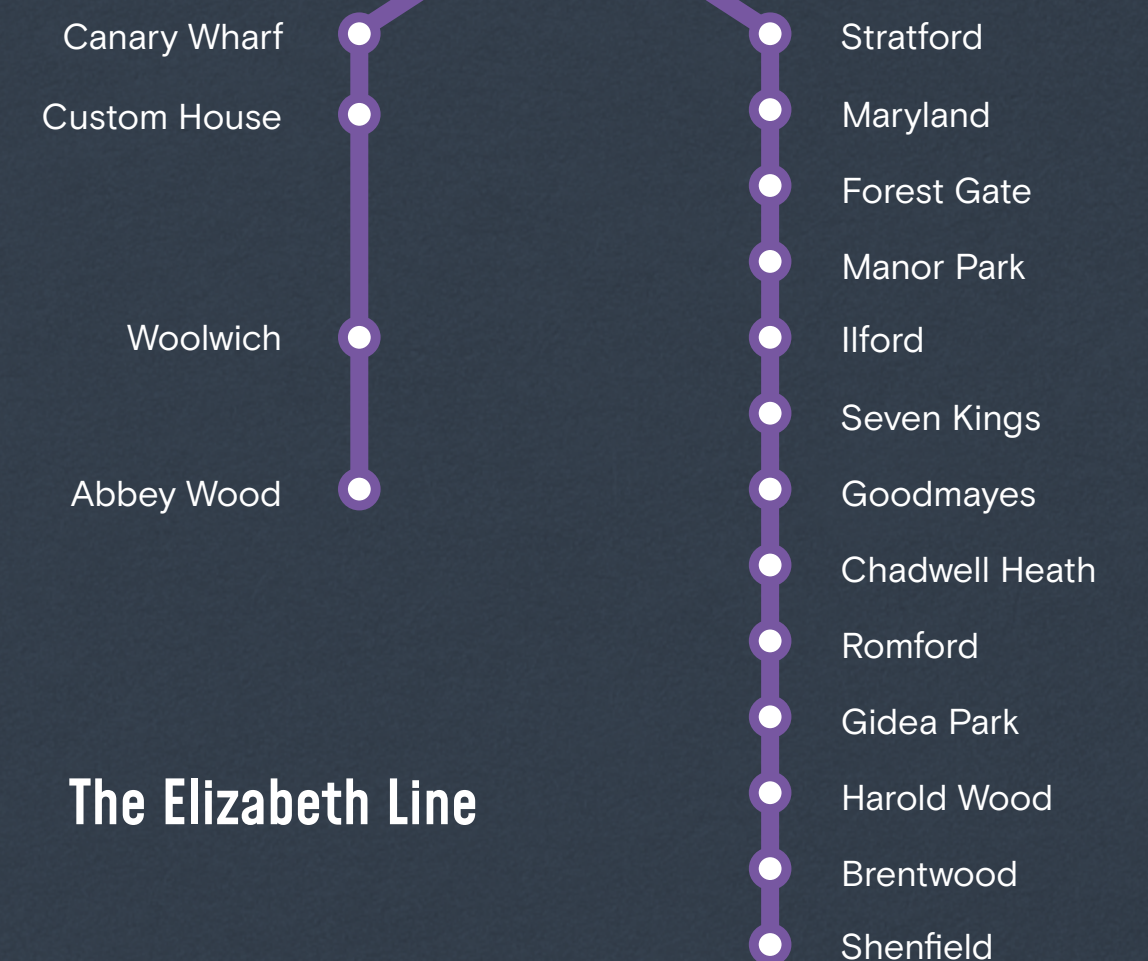 Canary Wharf
Custom House
Woolwich
Abbey Wood
The Elizabeth Line
Stratford
Maryland
Forest Gate
Manor Park
Ilford
Seven Kings
Goodmayes
Chadwell Heath
Romford
Gidea Park
Harold Wood
Brentwood
Shenfield